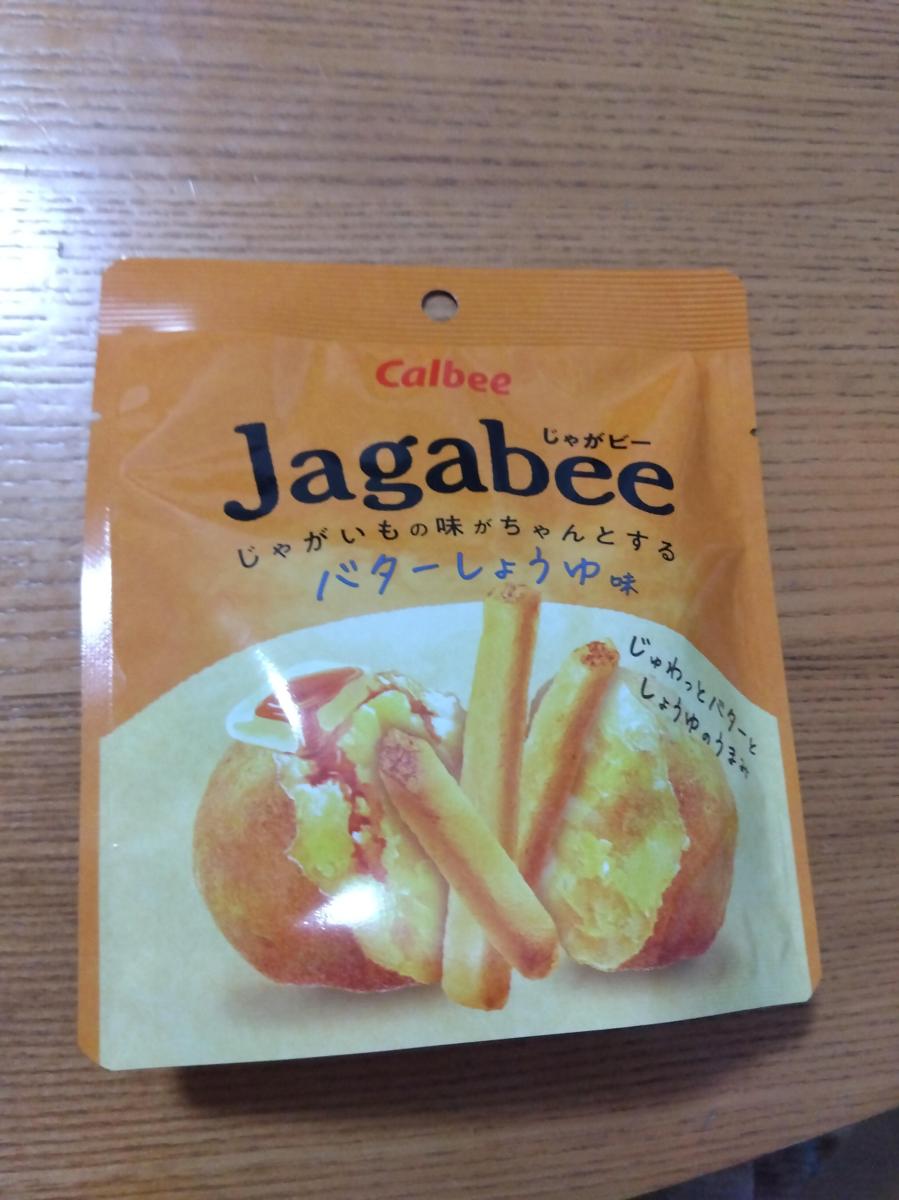 Calbee
じゃがビー
Jagabee
じゃがいもの味がちゃんとする
バターしょうゆ味
じゅわっとバターと
しょうゆのうまみ